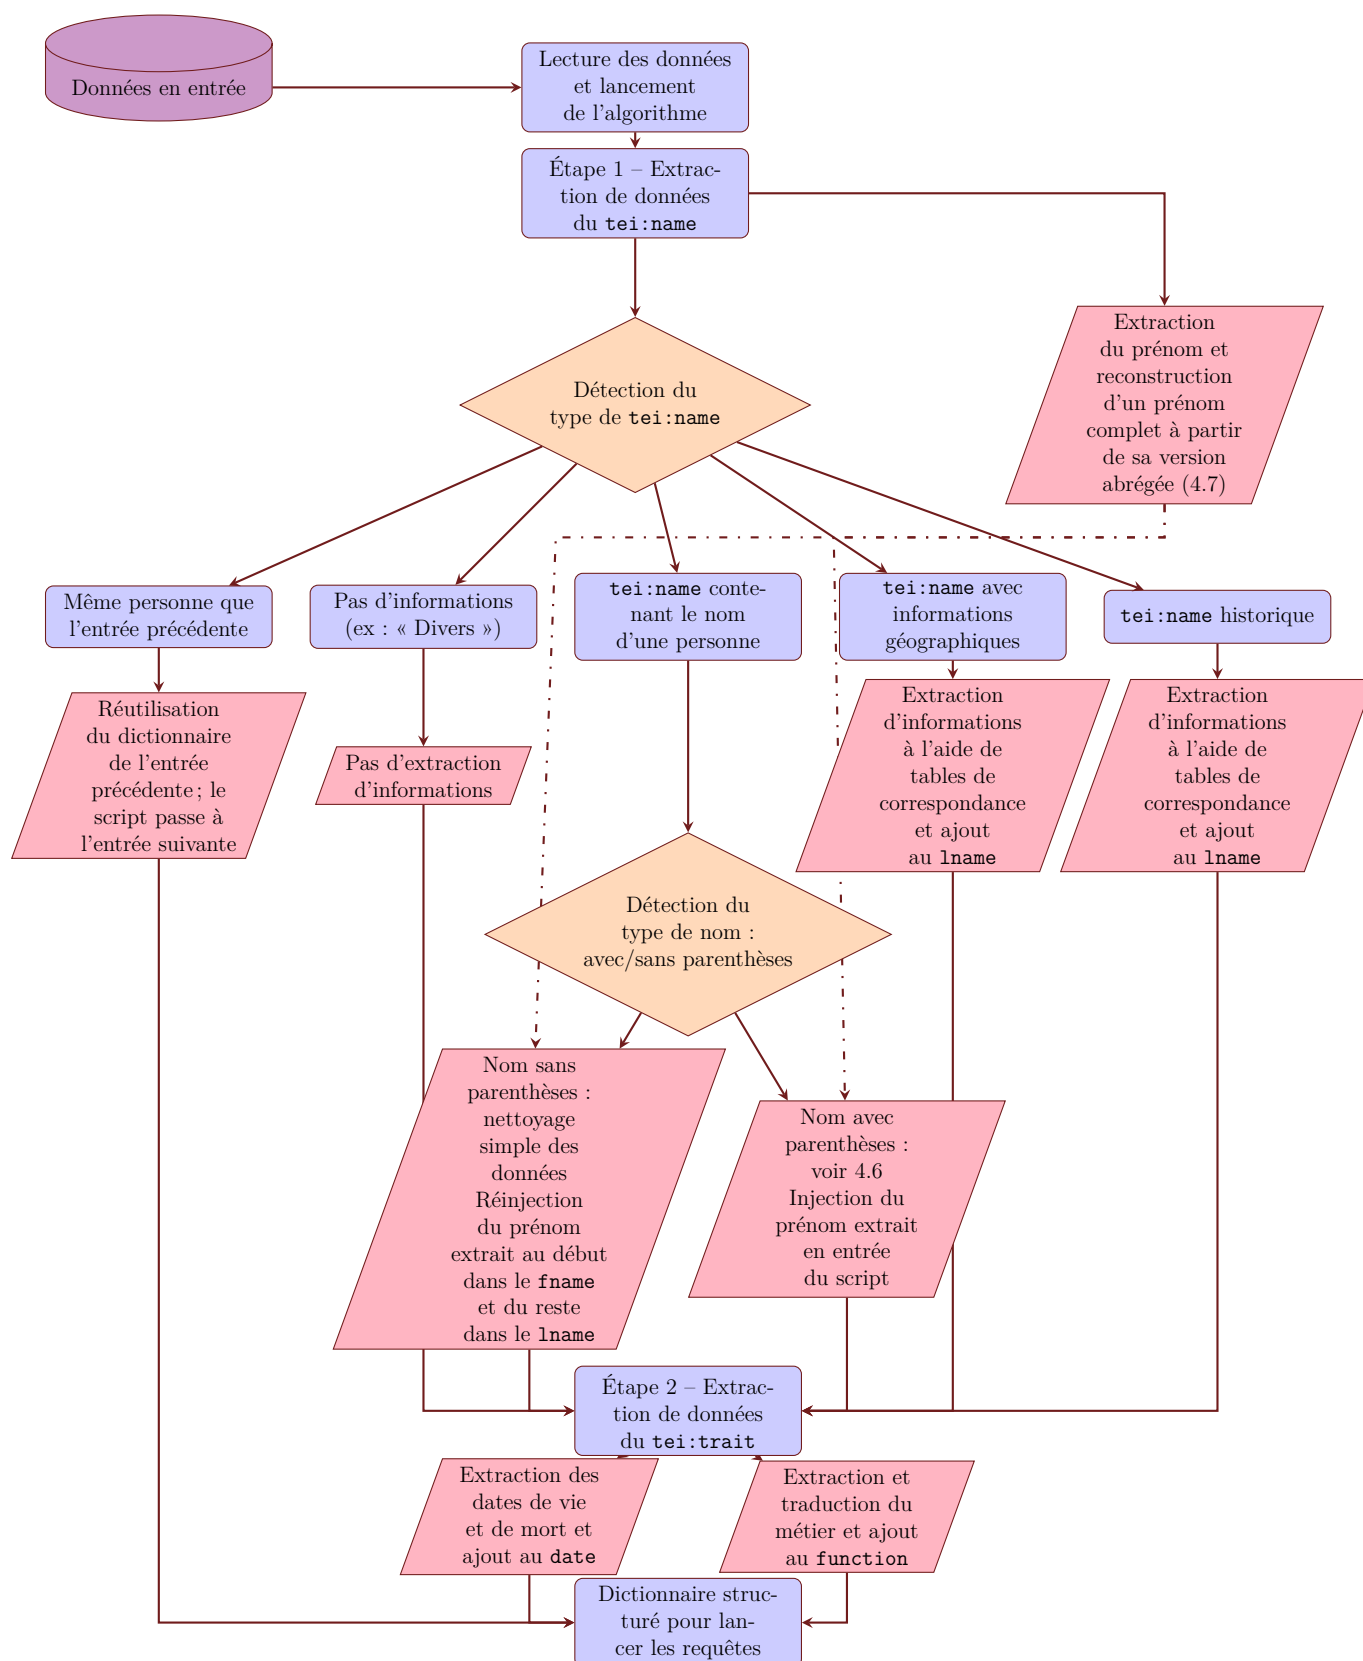 Données en entrée
Lecture des données
et lancement
de l'algorithme
Étape 1 – Extrac-
tion de données
du tei:name
Extraction
du prénom et
reconstruction
d'un prénom
complet à partir
de sa version
abrégée (4.7)
Détection du
type de tei:name
Même personne que
l'entrée précédente
Pas d'informations
(ex : « Divers »)
tei:name conte-
nant le nom
d'une personne
tei:name avec
informations
géographiques
tei:name historique
Réutilisation
du dictionnaire
de l'entrée
précédente ; le
script passe à
l'entrée suivante
Pas d'extraction
d'informations
Extraction
d'informations
à l'aide de
tables de
correspondance
et ajout
au lname
Extraction
d'informations
à l'aide de
tables de
correspondance
et ajout
au lname
Détection du
type de nom :
avec/sans parenthèses
Nom sans
parenthèses :
nettoyage
simple des
données
Réinjection
du prénom
extrait au début
dans le fname
et du reste
dans le lname
Nom avec
parenthèses :
voir 4.6
Injection du
prénom extrait
en entrée
du script
Étape 2 – Extrac-
tion de données
du tei:trait
Extraction des
dates de vie
et de mort et
ajout au date
Extraction et
traduction du
métier et ajout
au function
Dictionnaire struc-
turé pour lan-
cer les requêtes